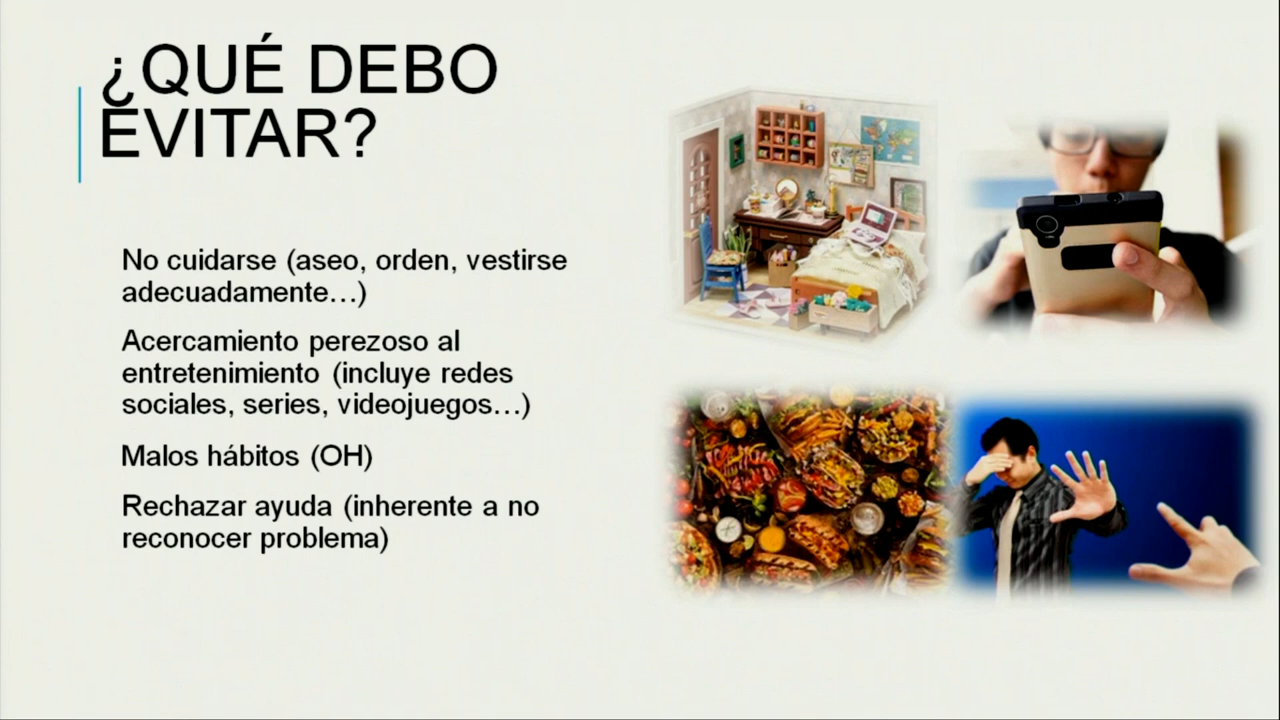 ¿QUÉ DEBO
EVITAR?
No cuidarse (aseo, orden, vestirse
adecuadamente…)
Acercamiento perezoso al
entretenimiento (incluye redes
sociales, series, videojuegos…)
Malos hábitos (OH)
Rechazar ayuda (inherente a no
reconocer problema)